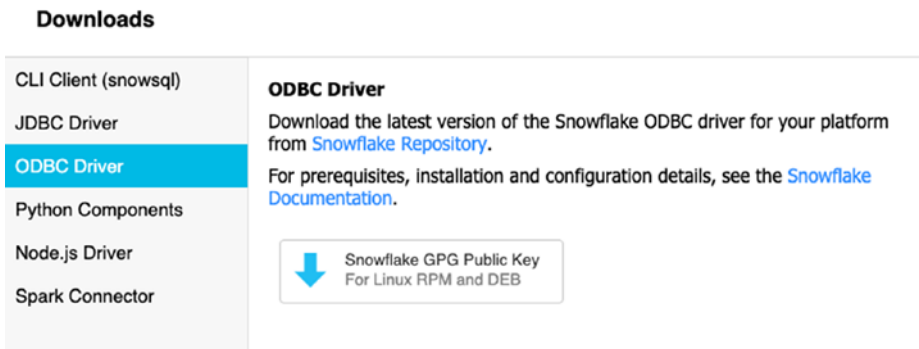 Downloads
CLI Client (snowsql)
JDBC Driver
ODBC Driver
Python Components
Node.js Driver
Spark Connector
ODBC Driver
Download the latest version of the Snowflake ODBC driver for your platform
from Snowflake Repository.
For prerequisites, installation and configuration details, see the Snowflake
Documentation.
Snowflake GPG Public Key
For Linux RPM and DEB